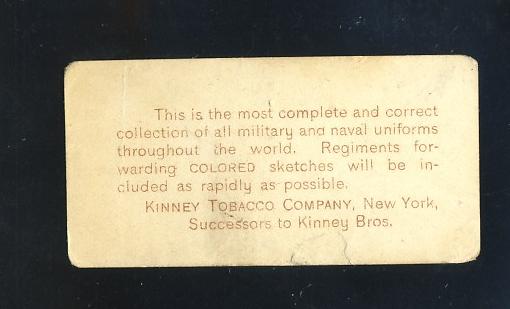 This is the most complete and correct
collection of all military and naval uniforms
throughout the world. Regiments for-
warding COLORED sketches will be in-
cluded as rapidly as possible.
KINNEY TOBACCO COMPANY, New York,
Successors to Kinney Bros.